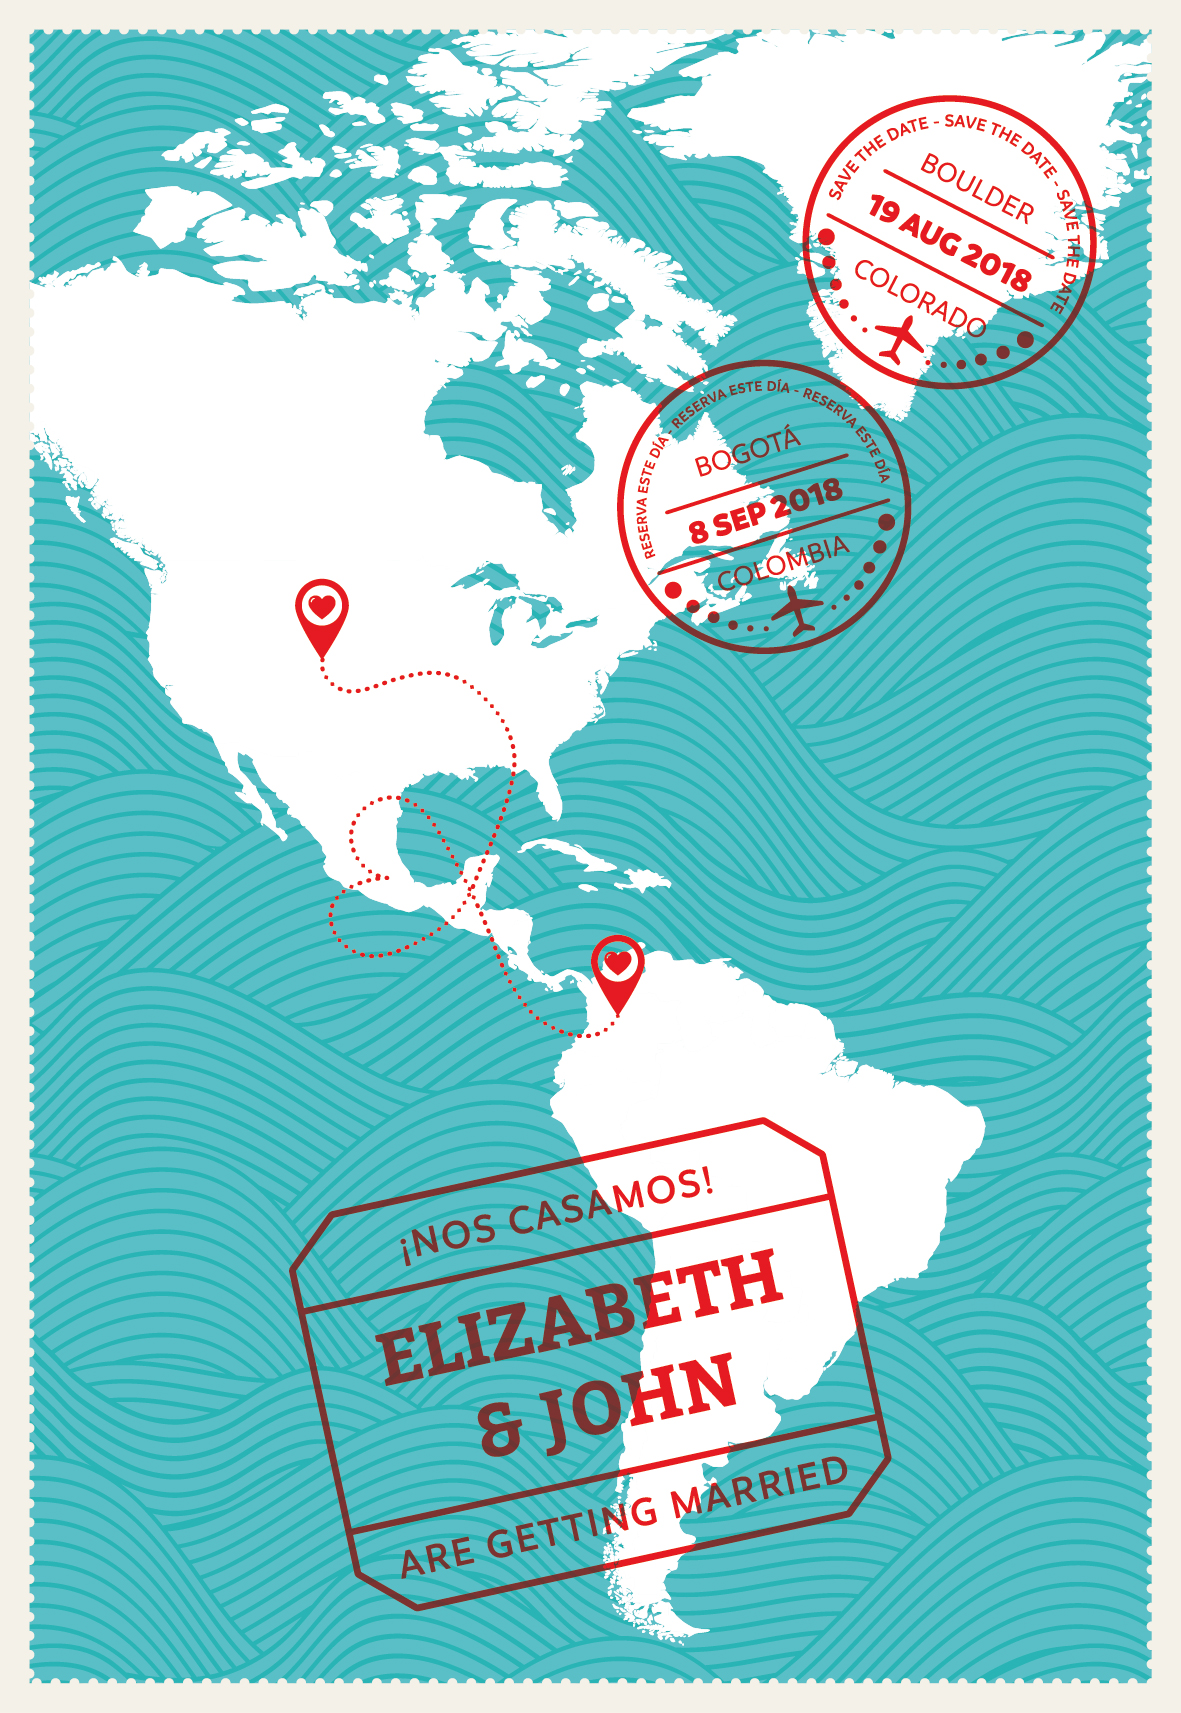 SAVE THE DATE - SAVE THE DATE - SAVE THE DATE
BOULDER
19 AUG 2018
COLORADO
RESERVA ESTE DÍA - RESERVA ESTE DÍA - RESERVA ESTE DÍA
BOGOTÁ
8 SEP 2018
COLOMBIA
¡NOS CASAMOS!
ELIZABETH
& JOHN
ARE GETTING MARRIED